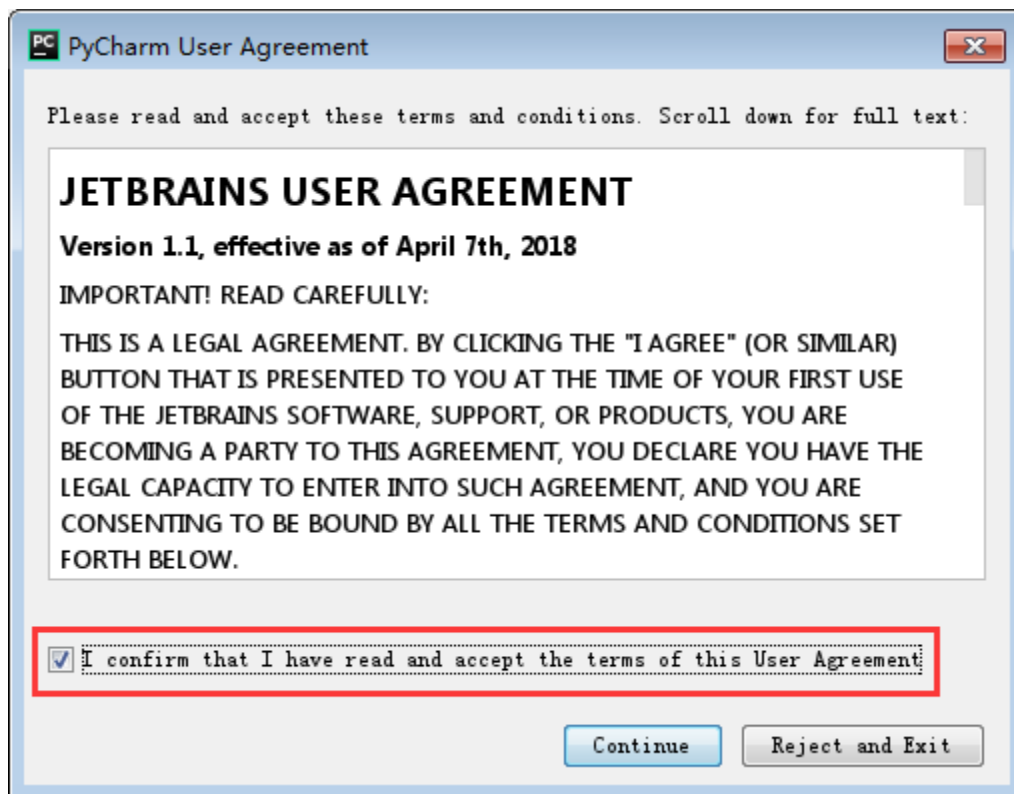 PC PyCharm User Agreement
Please read and accept these terms and conditions. Scroll down for full text:
JETBRAINS USER AGREEMENT
Version 1.1, effective as of April 7th, 2018
IMPORTANT! READ CAREFULLY:
THIS IS A LEGAL AGREEMENT. BY CLICKING THE "I AGREE" (OR SIMILAR)
BUTTON THAT IS PRESENTED TO YOU AT THE TIME OF YOUR FIRST USE
OF THE JETBRAINS SOFTWARE, SUPPORT, OR PRODUCTS, YOU ARE
BECOMING A PARTY TO THIS AGREEMENT, YOU DECLARE YOU HAVE THE
LEGAL CAPACITY TO ENTER INTO SUCH AGREEMENT, AND YOU ARE
CONSENTING TO BE BOUND BY ALL THE TERMS AND CONDITIONS SET
FORTH BELOW.
I confirm that I have read and accept the terms of this User Agreement
Continue Reject and Exit